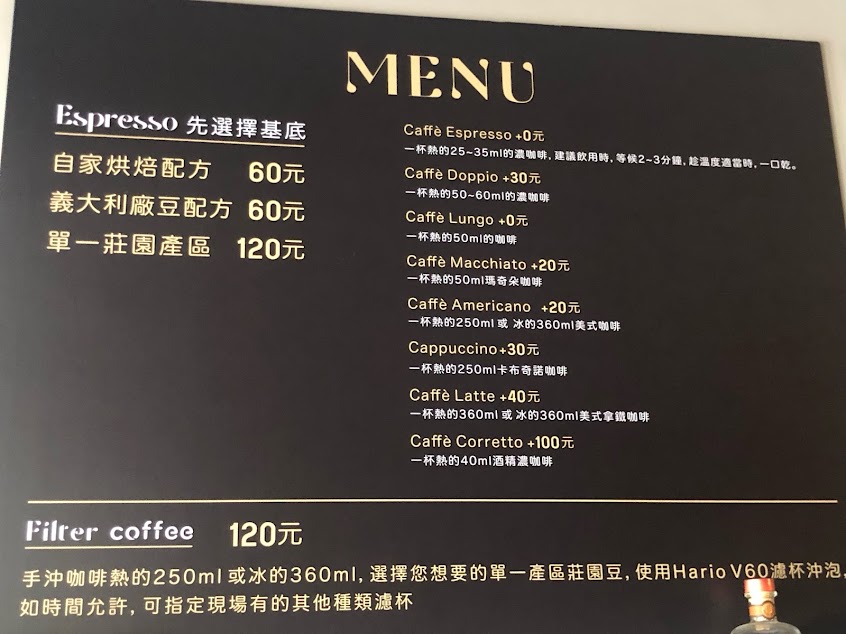 MENU
Espresso 先選擇基底
自家烘焙配方 60元
義大利廠豆配方 60元
單一莊園產區 120元
Caffè Espresso +0元
一杯熱的25~35ml的濃咖啡, 建議飲用時, 等候2~3分鐘, 趁溫度適當時, 一口乾。
Caffè Doppio +30元
一杯熱的50~60ml的濃咖啡
Caffè Lungo +0元
一杯熱的50ml的咖啡
Caffè Macchiato +20元
一杯熱的50ml瑪奇朵咖啡
Caffè Americano +20元
一杯熱的250ml 或 冰的360ml美式咖啡
Cappuccino+30元
一杯熱的250ml卡布奇諾咖啡
Caffè Latte +40元
一杯熱的360ml 或 冰的360ml美式拿鐵咖啡
Caffè Corretto +100元
一杯熱的40ml酒精濃咖啡
Filter coffee 120元
手沖咖啡熱的250ml 或冰的360ml, 選擇您想要的單一產區莊園豆, 使用Hario V60濾杯沖泡,
如時間允許, 可指定現場有的其他種類濾杯